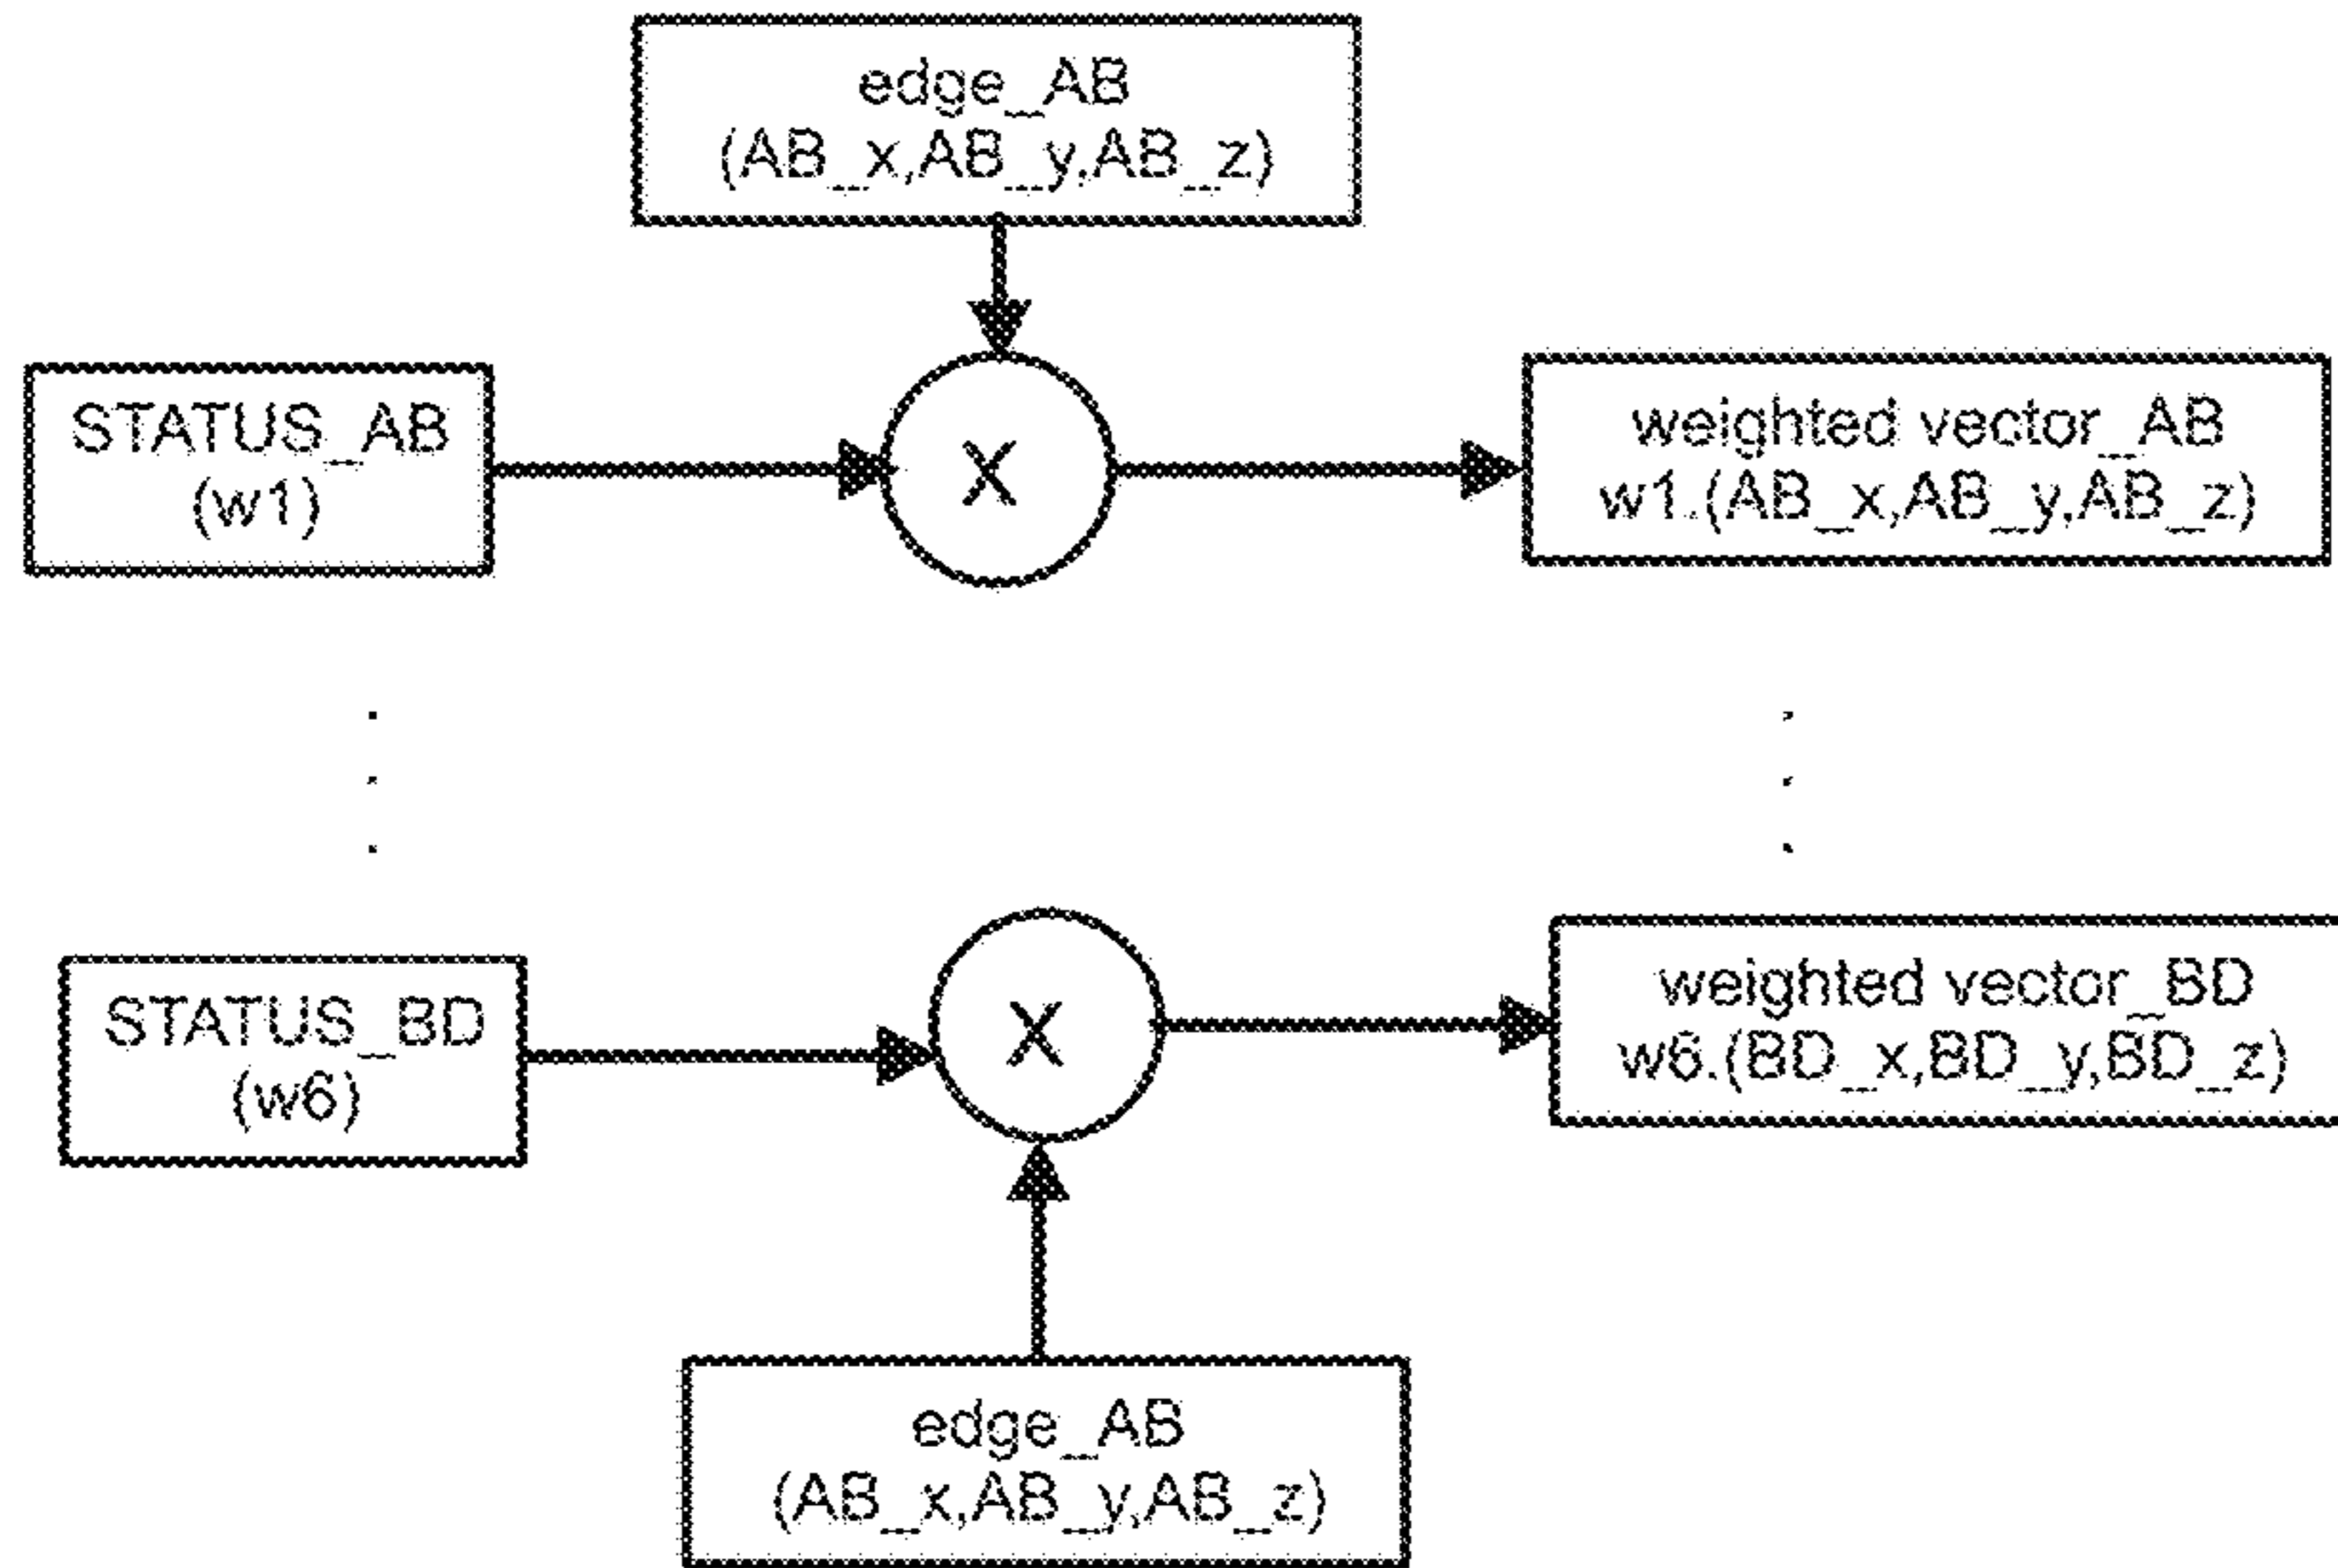 edge_AB
(AB_x,AB_y,AB_z)
STATUS_AB
(w1)
X
weighted vector_AB
w1.(AB_x,AB_y,AB_z)
STATUS_BD
(w6)
X
weighted vector_BD
w6.(BD_x,BD_y,BD_z)
edge_AB
(AB_x,AB_y,AB_z)